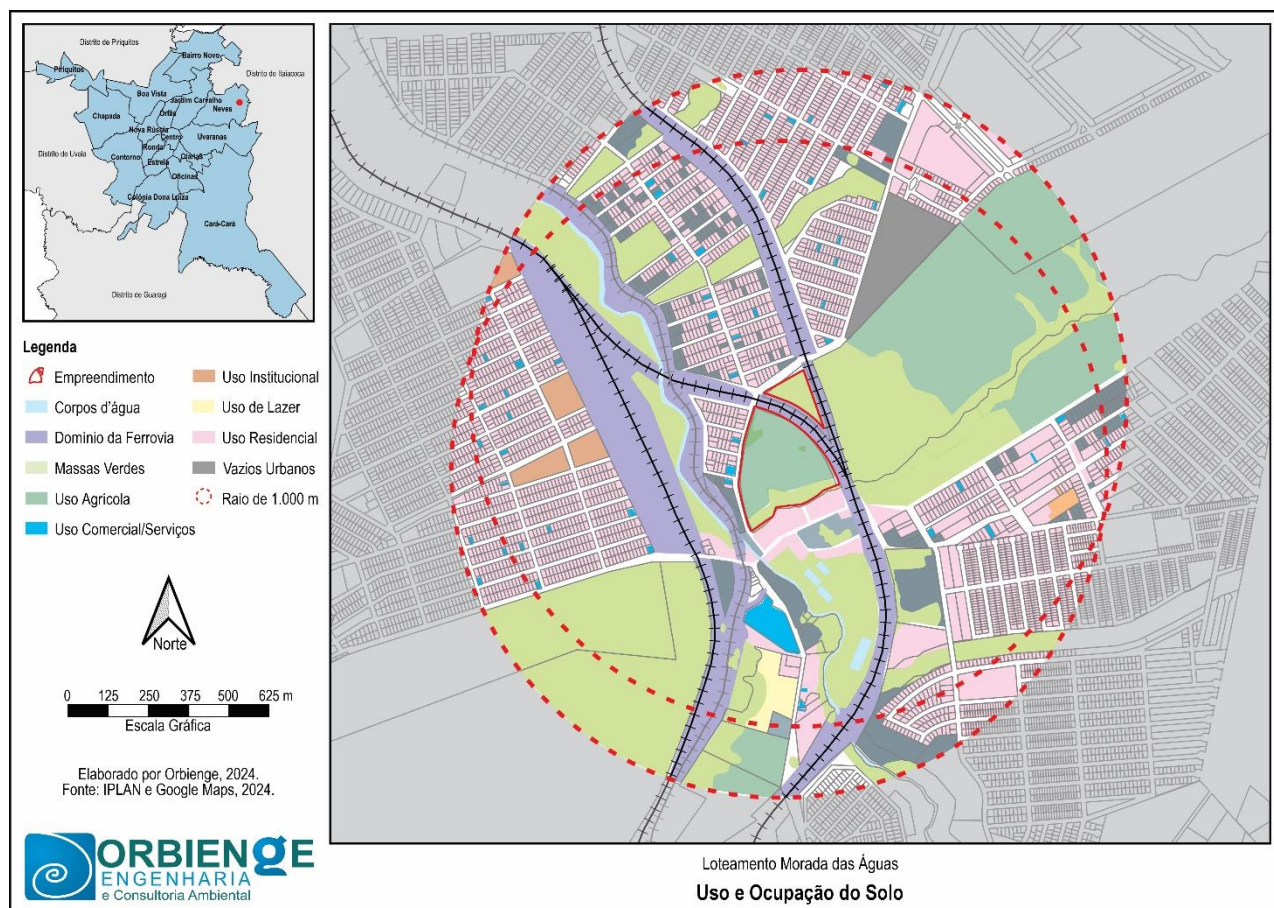 Distrito de Piriquitos
Bairro Novo
Piriquitos
Distrito de Itaiacoca
Boa Vista
Jardim Carvalho
Neves
Chapada
Órfãs
Nova Rússia
Centro
Uvaranas
Ronda
Distrito de Uvaia
Contorno
Estrela
Olarias
Oficinas
Colônia Dona Luiza
Cará-Cará
Distrito de Guaragi
Legenda
Empreendimento
Uso Institucional
Corpos d'água
Uso de Lazer
Domínio da Ferrovia
Uso Residencial
Massas Verdes
Vazios Urbanos
Uso Agrícola
Raio de 1.000 m
Uso Comercial/Serviços
Norte
0 125 250 375 500 625 m
Escala Gráfica
Elaborado por Orbienge, 2024.
Fonte: IPLAN e Google Maps, 2024.
ORBIENGE
ENGENHARIA
e Consultoria Ambiental
Loteamento Morada das Águas
Uso e Ocupação do Solo